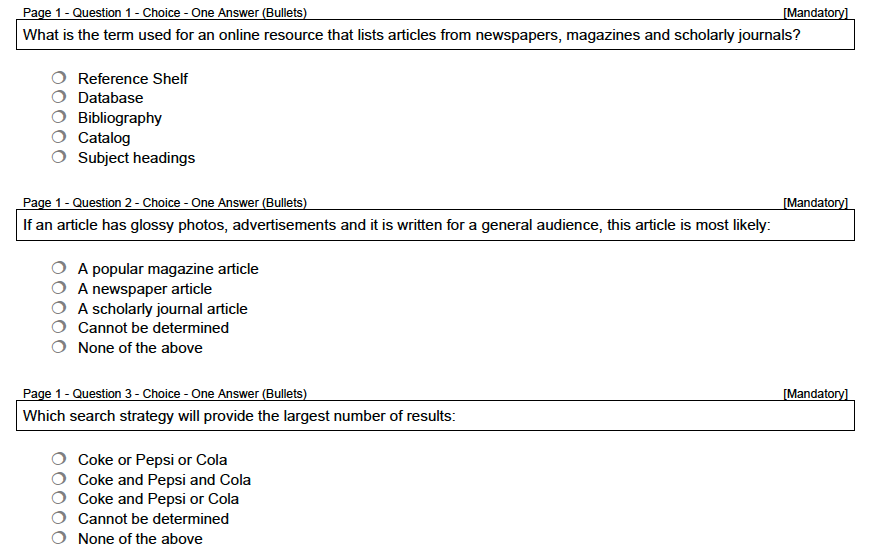 Page 1 - Question 1 - Choice - One Answer (Bullets) [Mandatory]
What is the term used for an online resource that lists articles from newspapers, magazines and scholarly journals?
Reference Shelf
Database
Bibliography
Catalog
Subject headings
Page 1 - Question 2 - Choice - One Answer (Bullets) [Mandatory]
If an article has glossy photos, advertisements and it is written for a general audience, this article is most likely:
A popular magazine article
A newspaper article
A scholarly journal article
Cannot be determined
None of the above
Page 1 - Question 3 - Choice - One Answer (Bullets) [Mandatory]
Which search strategy will provide the largest number of results:
Coke or Pepsi or Cola
Coke and Pepsi and Cola
Coke and Pepsi or Cola
Cannot be determined
None of the above